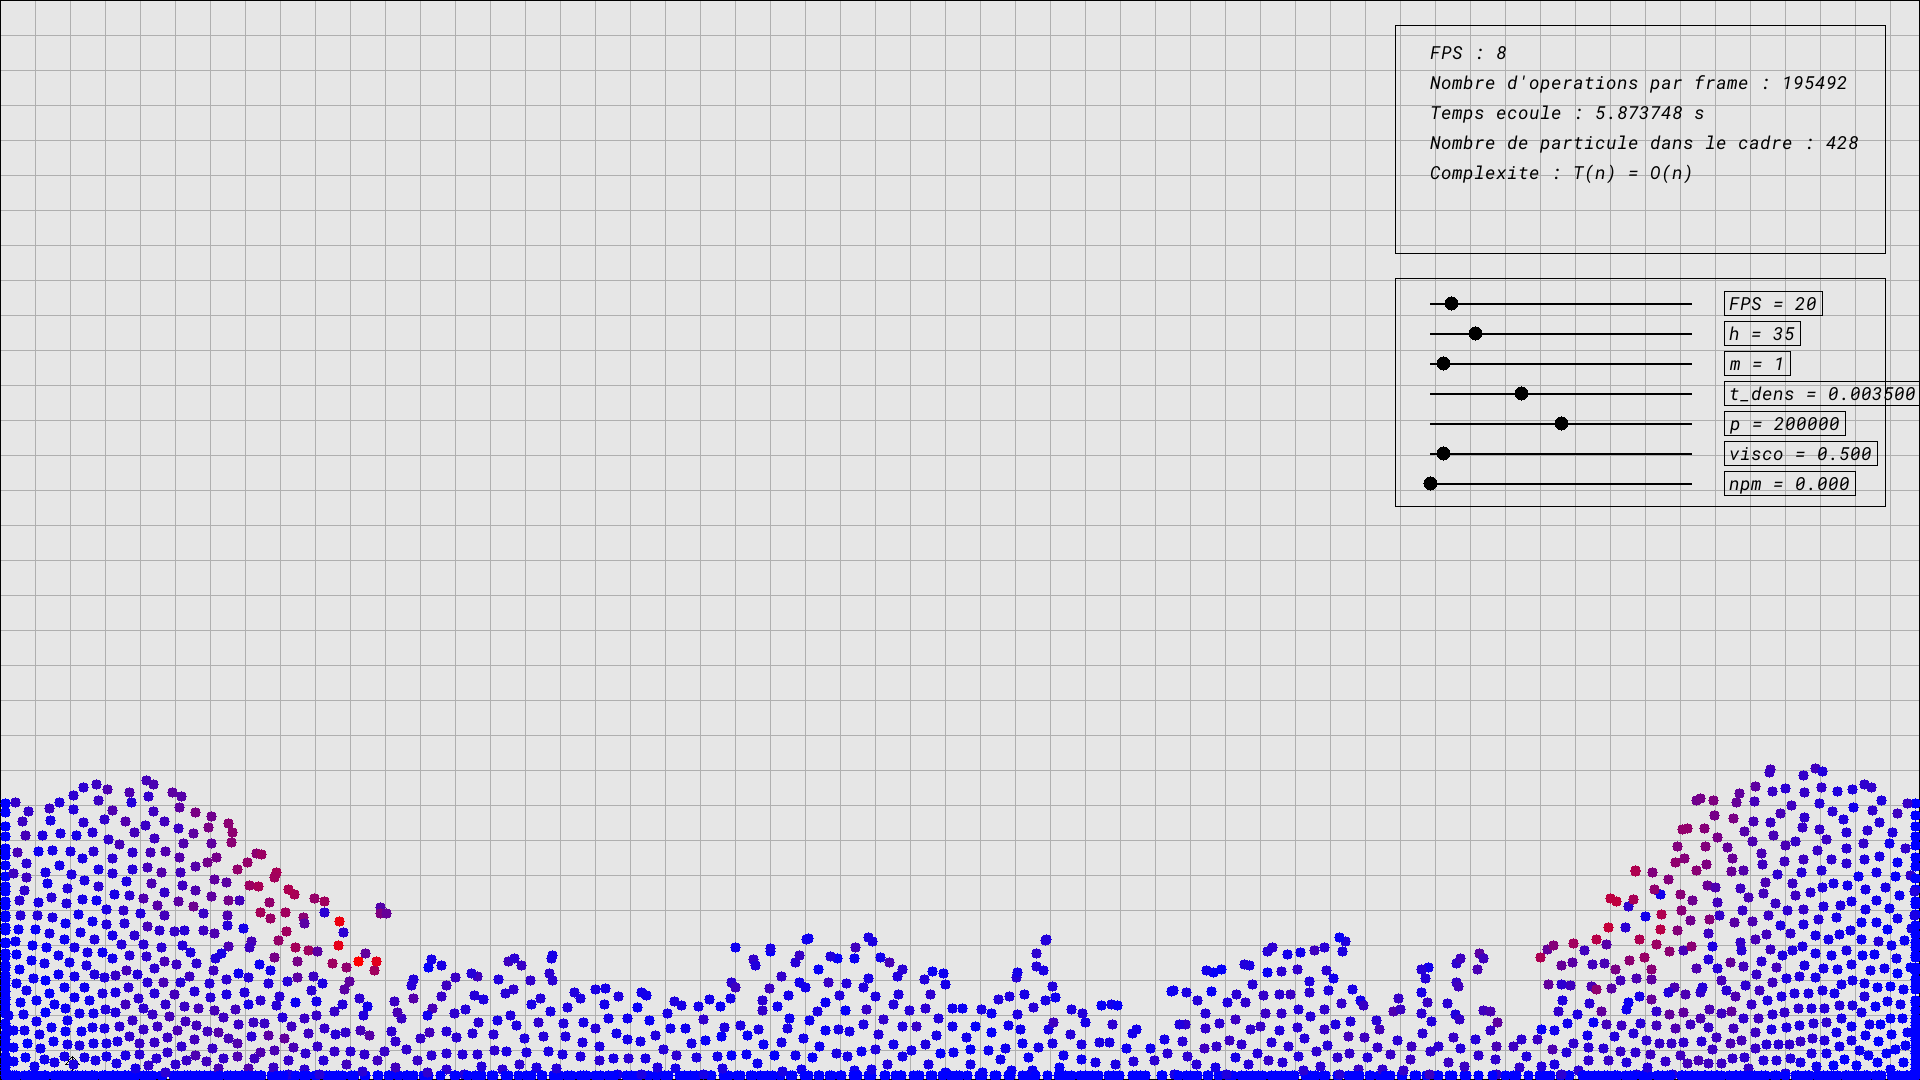 FPS : 8
Nombre d'operations par frame : 195492
Temps ecoule : 5.873748 s
Nombre de particule dans le cadre : 428
Complexite : T(n) = O(n)
FPS = 20
h = 35
m = 1
t_dens = 0.003500
p = 200000
visco = 0.500
npm = 0.000